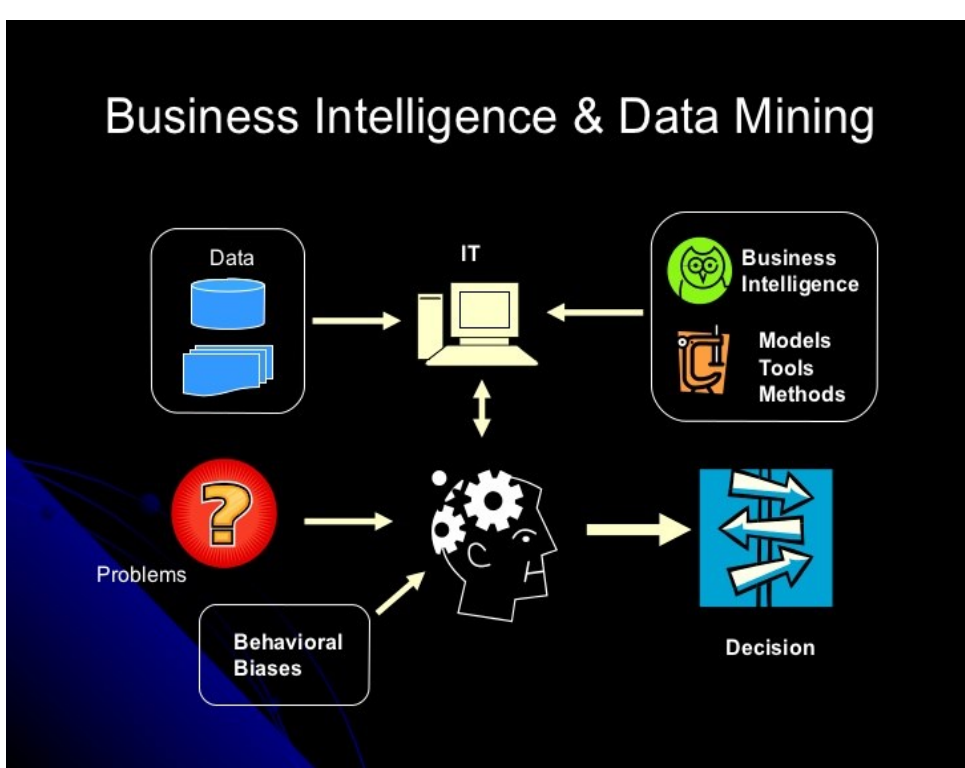 Business Intelligence & Data Mining
Data
IT
Business
Intelligence
Models
Tools
Methods
Problems
Behavioral
Biases
Decision